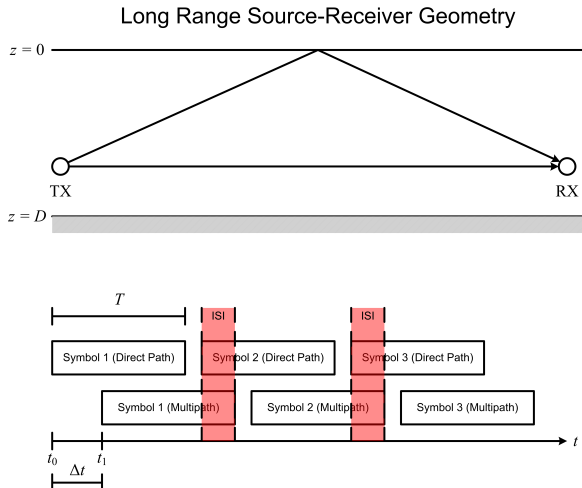 Long Range Source-Receiver Geometry
z = 0
TX
RX
z = D
T
ISI
ISI
Symbol 1 (Direct Path)
Symbol 2 (Direct Path)
Symbol 3 (Direct Path)
Symbol 1 (Multipath)
Symbol 2 (Multipath)
Symbol 3 (Multipath)
t
t₀
t₁
Δt